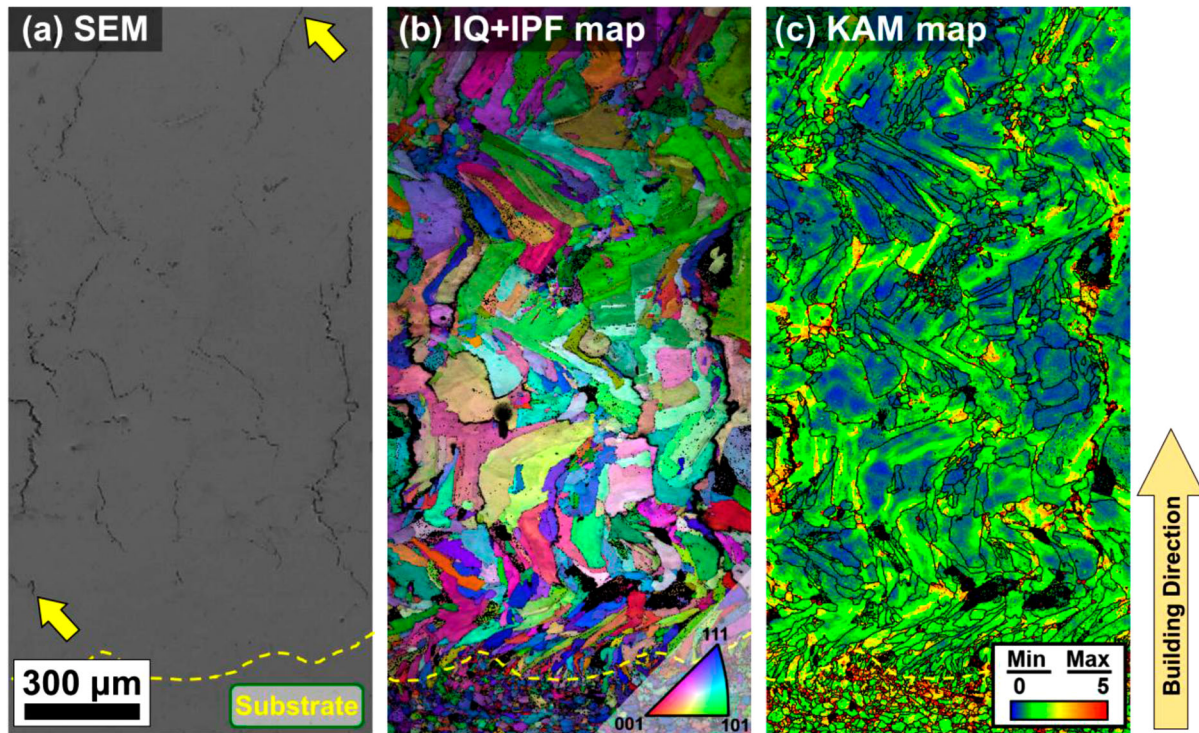 (a) SEM
(b) IQ+IPF map
(c) KAM map
300 μm
Substrate
111
001
101
Min Max
0 5
Building Direction